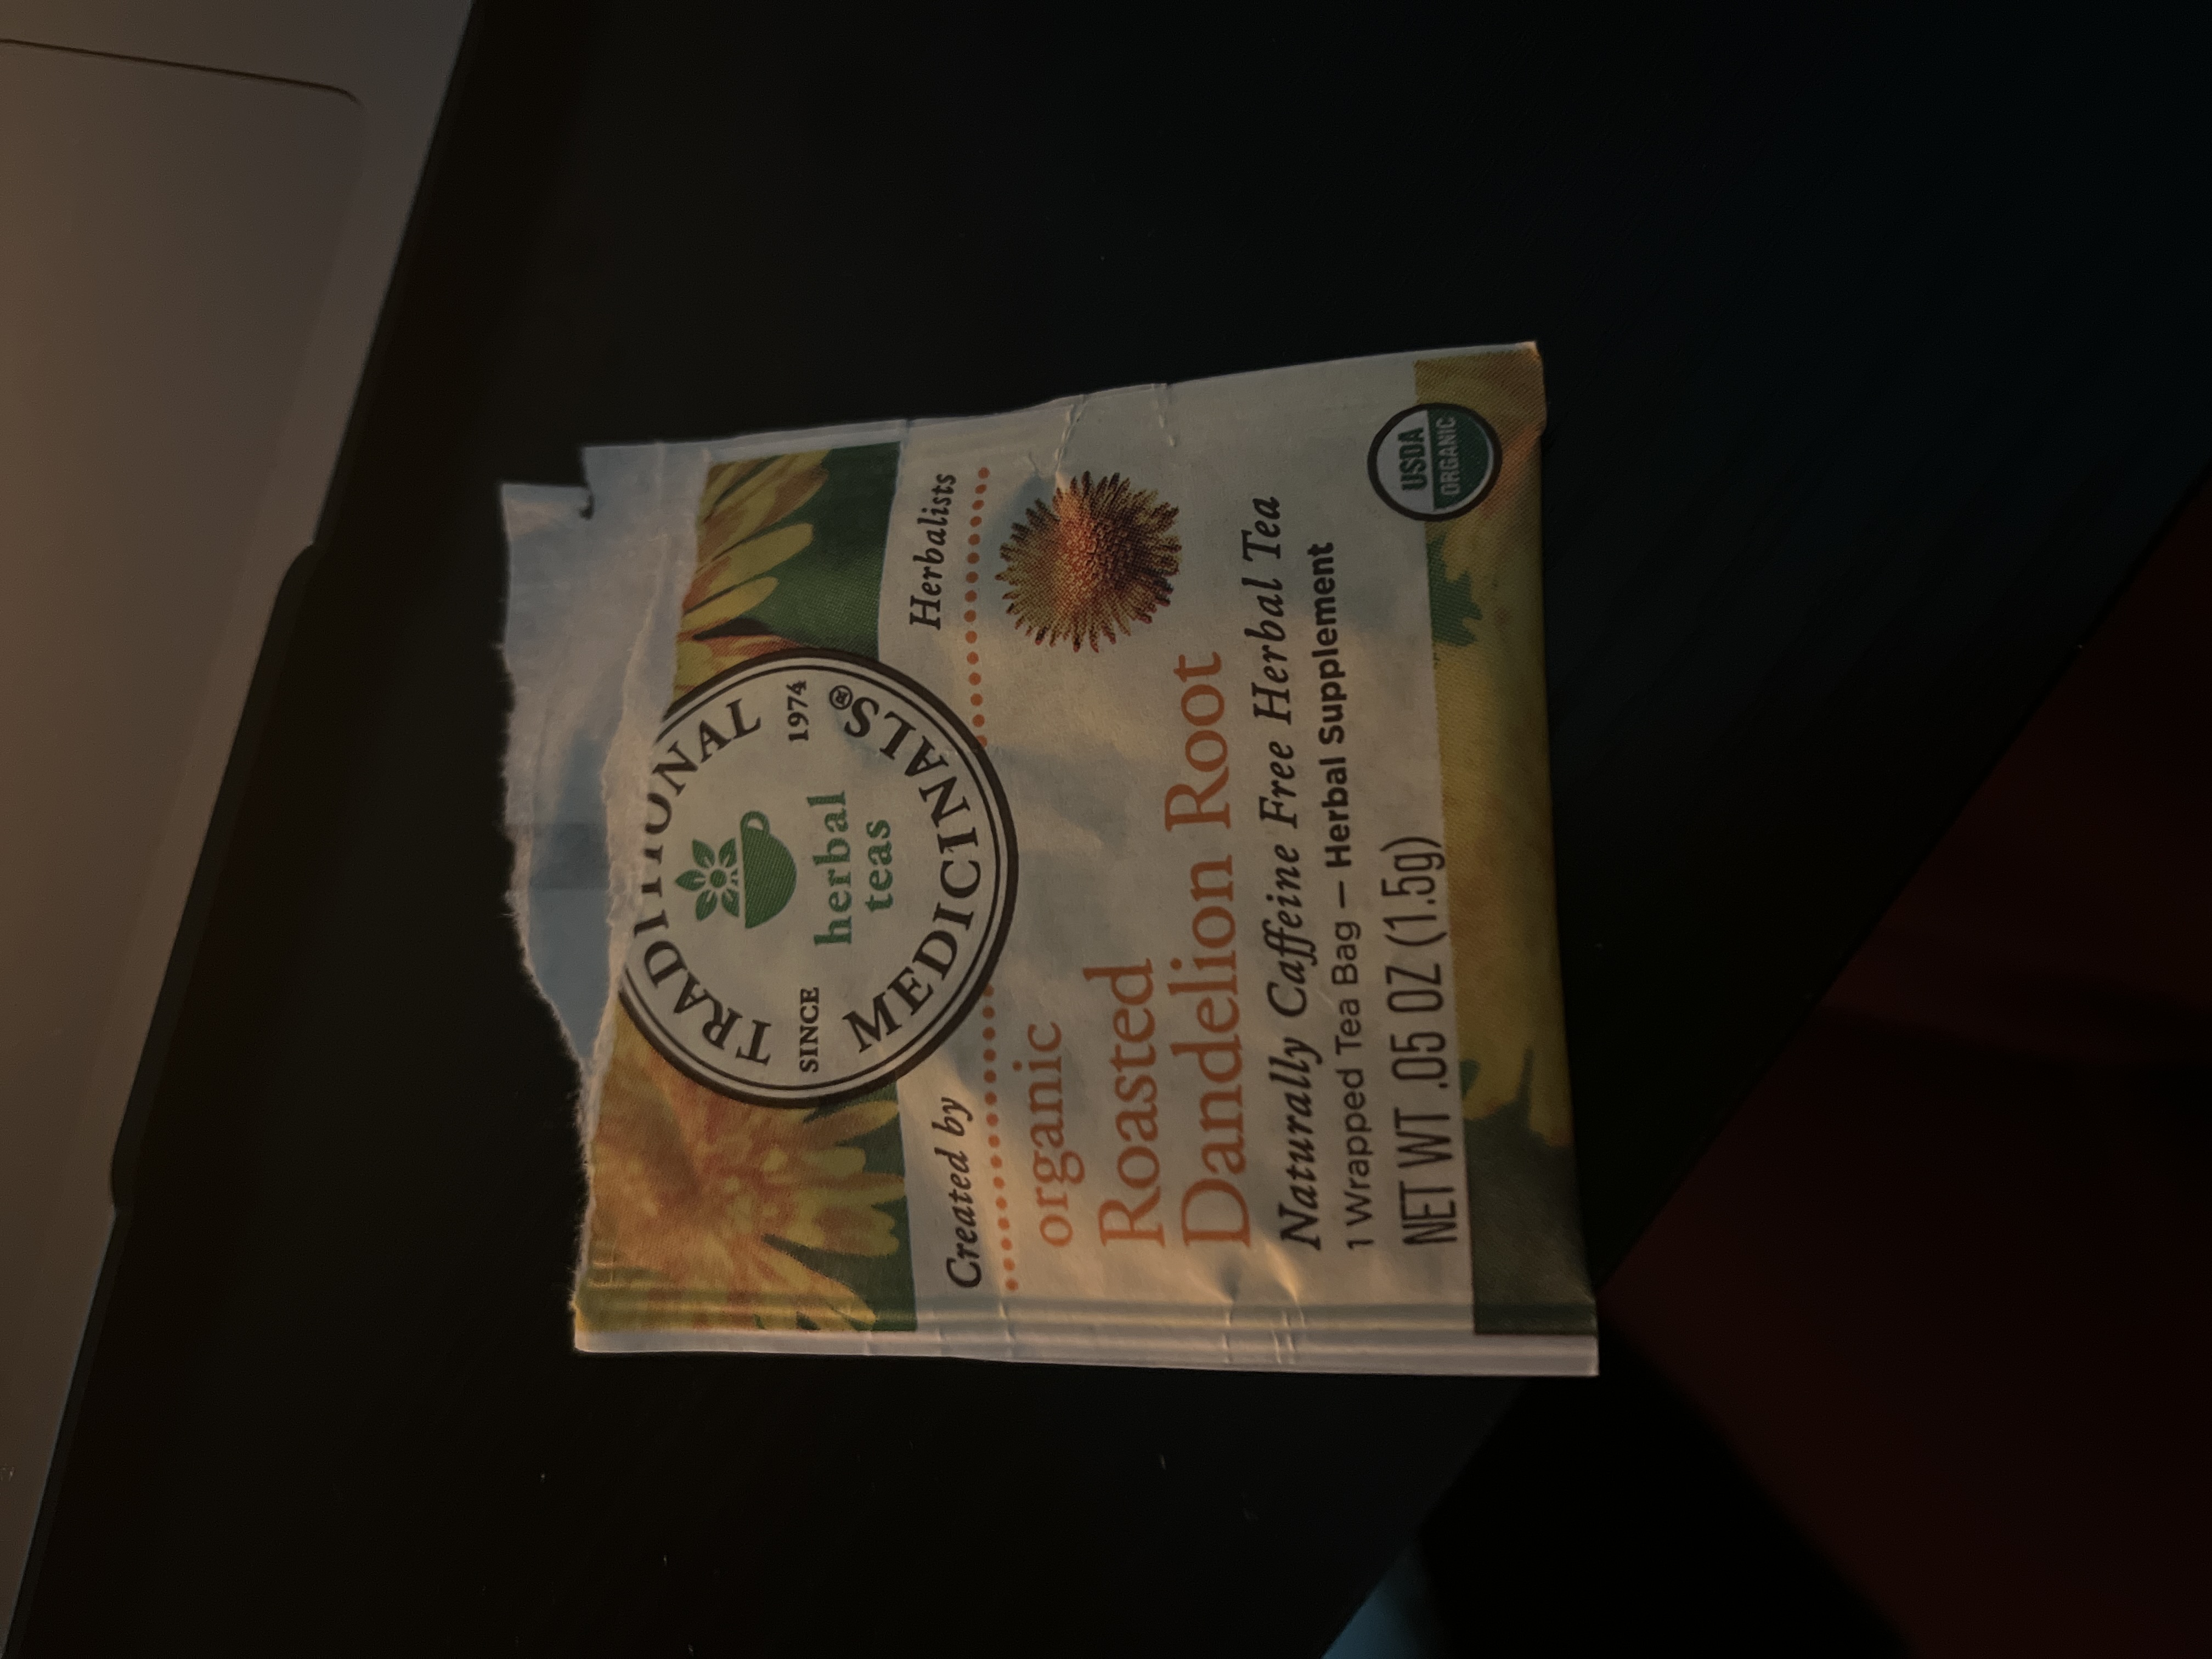 TRADITIONAL
SINCE 1974
herbal
teas
MEDICINALS®
Created by Herbalists
organic
Roasted
Dandelion Root
Naturally Caffeine Free Herbal Tea
1 Wrapped Tea Bag — Herbal Supplement
NET WT .05 OZ (1.5g)
USDA
ORGANIC